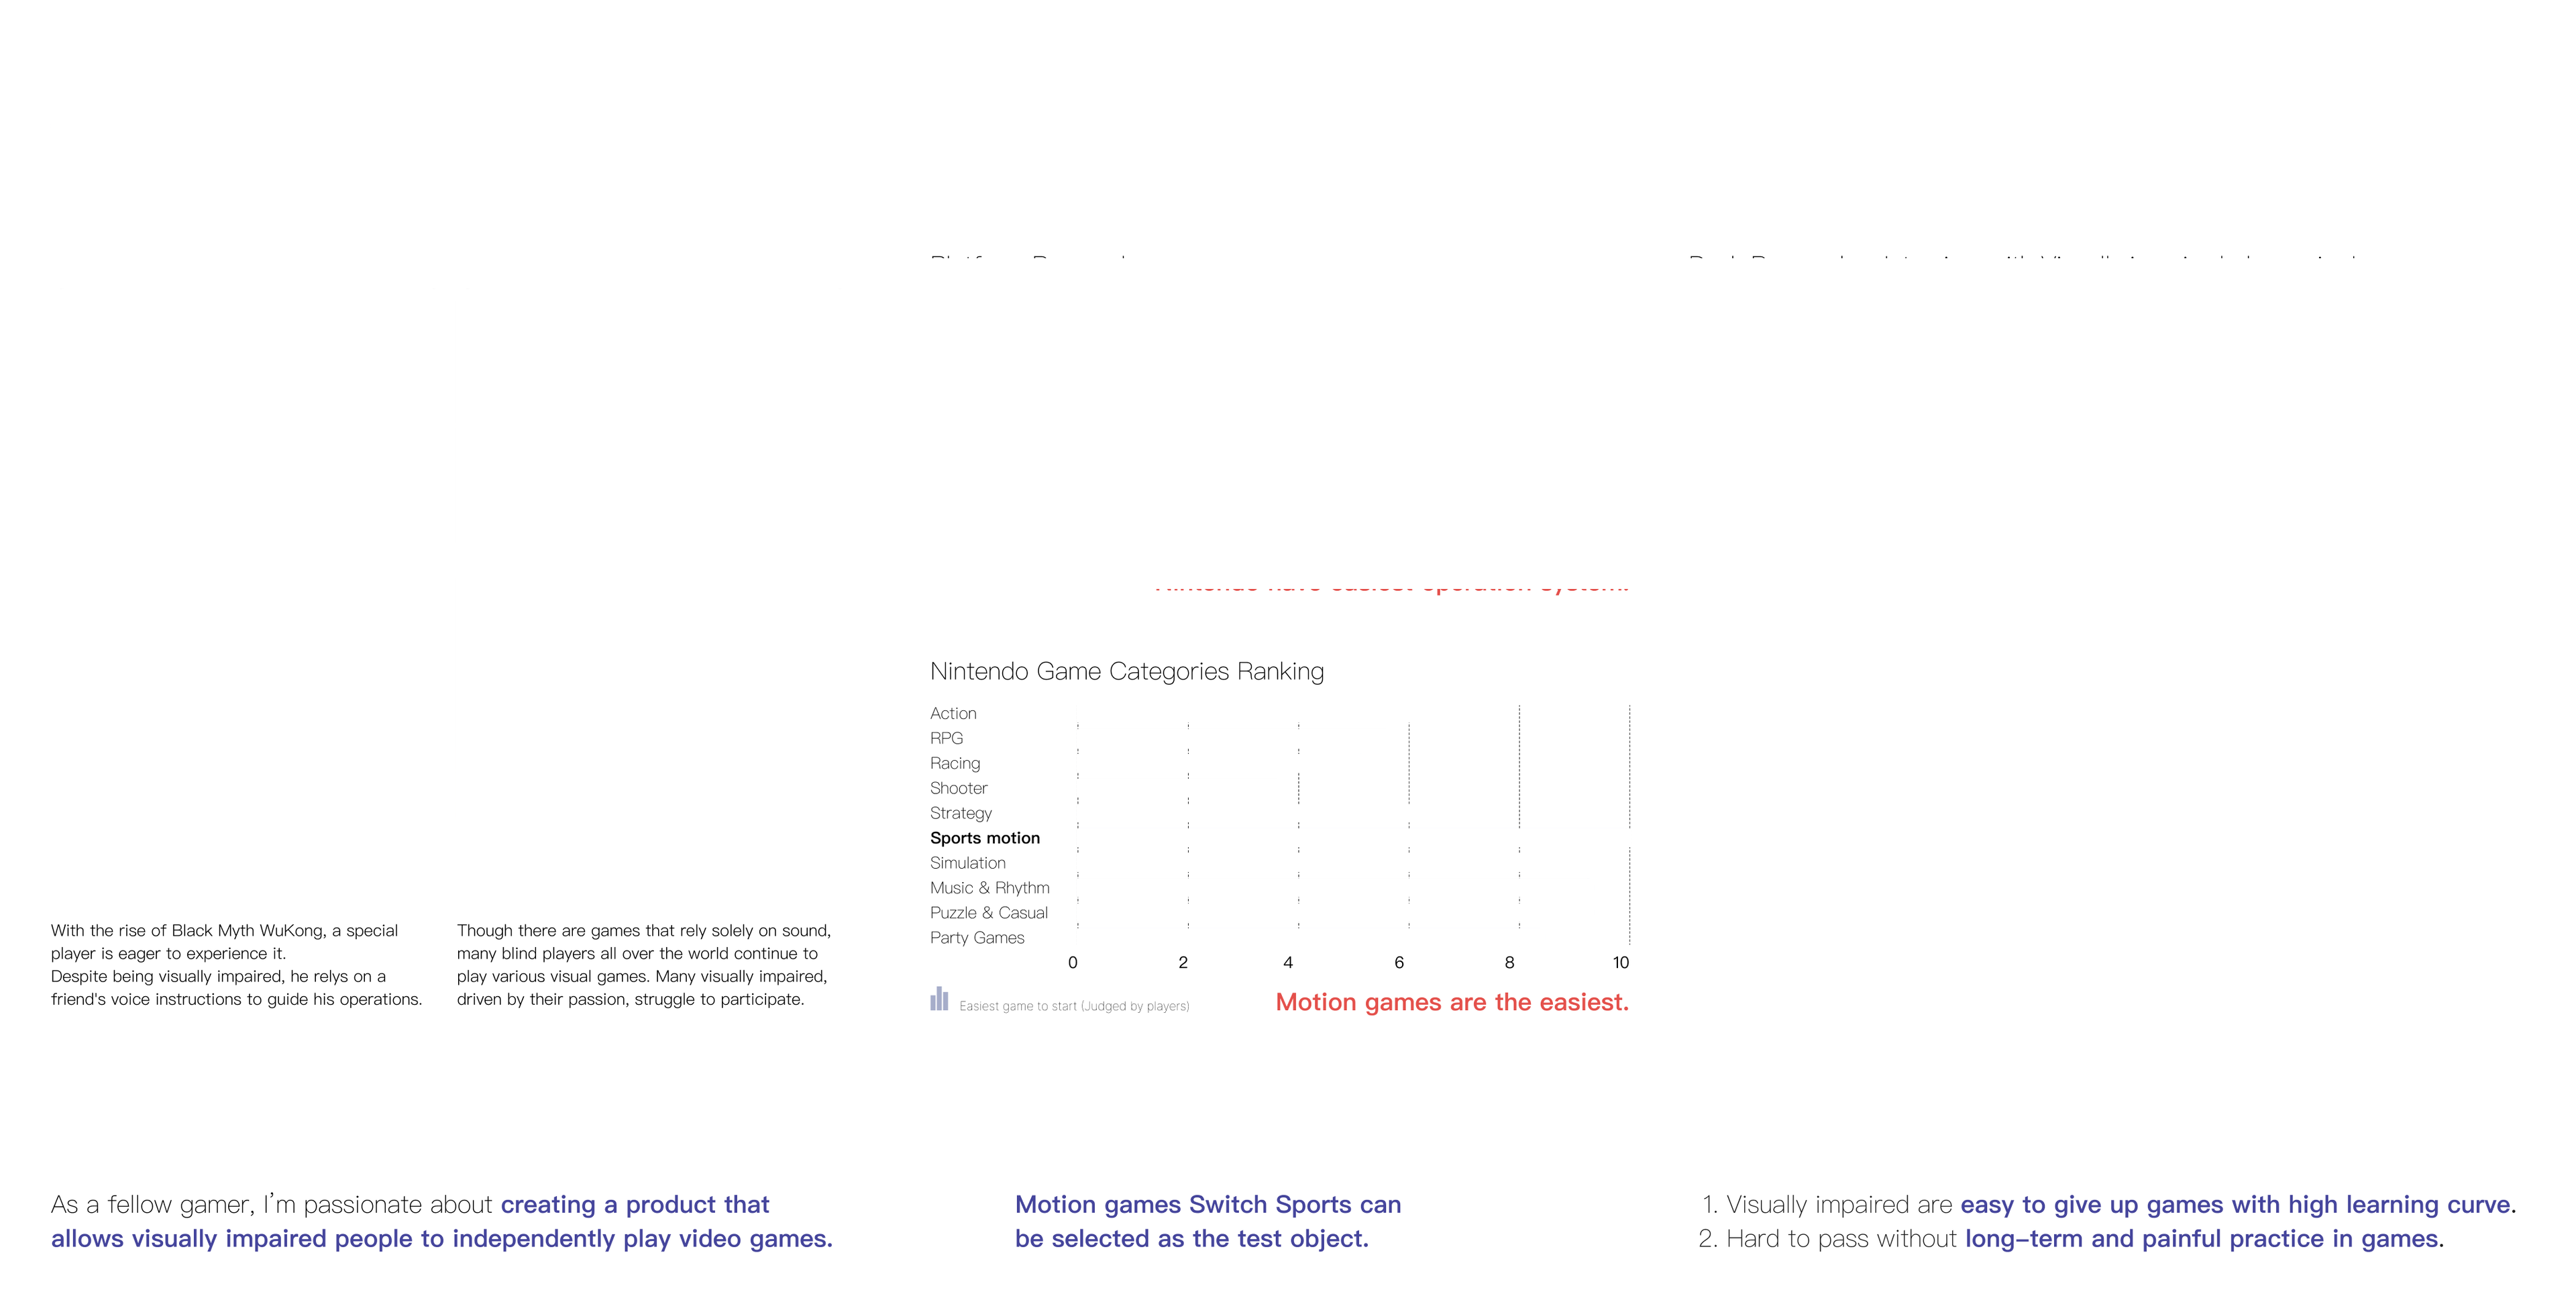 Nintendo have easiest operation system.
With the rise of Black Myth WuKong, a special
player is eager to experience it.
Despite being visually impaired, he relys on a
friend's voice instructions to guide his operations.
Though there are games that rely solely on sound,
many blind players all over the world continue to
play various visual games. Many visually impaired,
driven by their passion, struggle to participate.
As a fellow gamer, I'm passionate about creating a product that
allows visually impaired people to independently play video games.
Nintendo Game Categories Ranking
Action
RPG
Racing
Shooter
Strategy
Sports motion
Simulation
Music & Rhythm
Puzzle & Casual
Party Games
0 2 4 6 8 10
Easiest game to start (Judged by players)
Motion games are the easiest.
Motion games Switch Sports can
be selected as the test object.
1. Visually impaired are easy to give up games with high learning curve.
2. Hard to pass without long-term and painful practice in games.